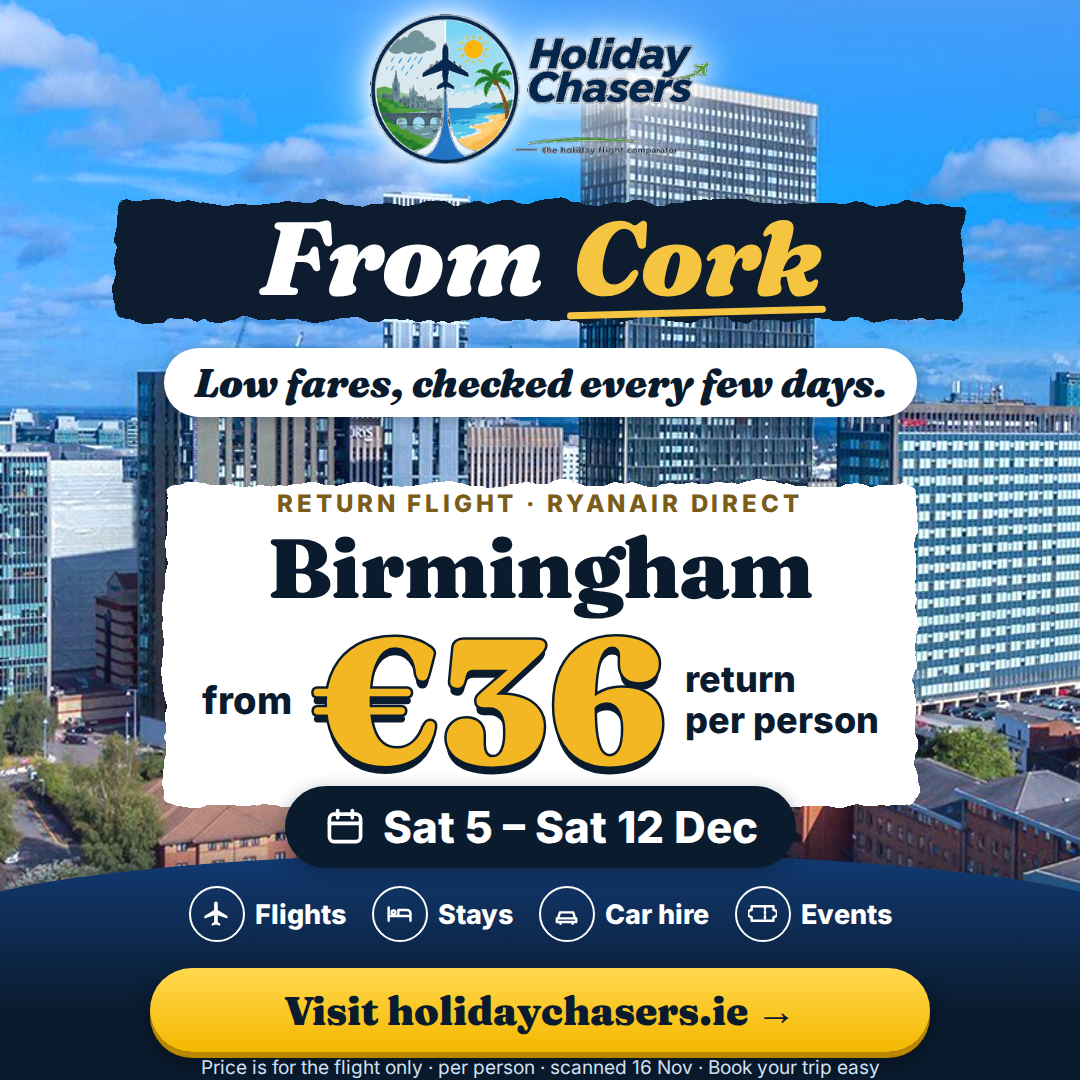 Holiday
Chasers
the holiday flight comparator
From Cork
Low fares, checked every few days.
RETURN FLIGHT · RYANAIR DIRECT
Birmingham
from €36 return
per person
Sat 5 – Sat 12 Dec
Flights Stays Car hire Events
Visit holidaychasers.ie →
Price is for the flight only · per person · scanned 16 Nov · Book your trip easy